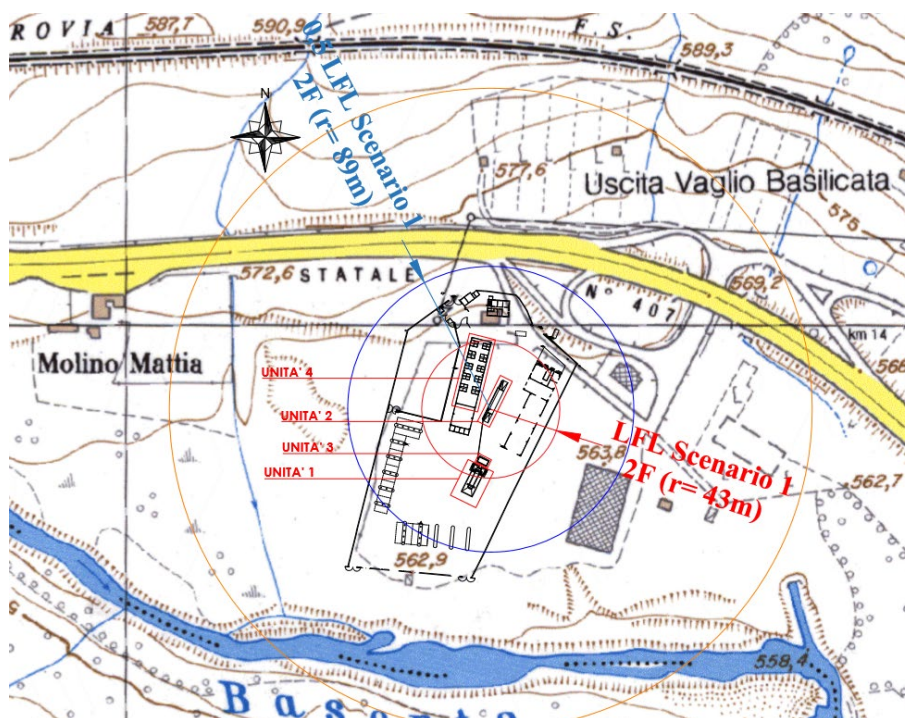 ROVIA
587,7
590,9
F. S.
589,3
0.5 LFL Scenario 1
2F (r= 89m)
N
577,6
Uscita Vaglio Basilicata
575
572,6
STATALE
N° 407
569,2
km 14
568
Molino Mattia
UNITA' 4
UNITA' 2
UNITA' 3
UNITA' 1
LFL Scenario 1
2F (r= 43m)
563,8
562,7
562,9
558,4
Basento